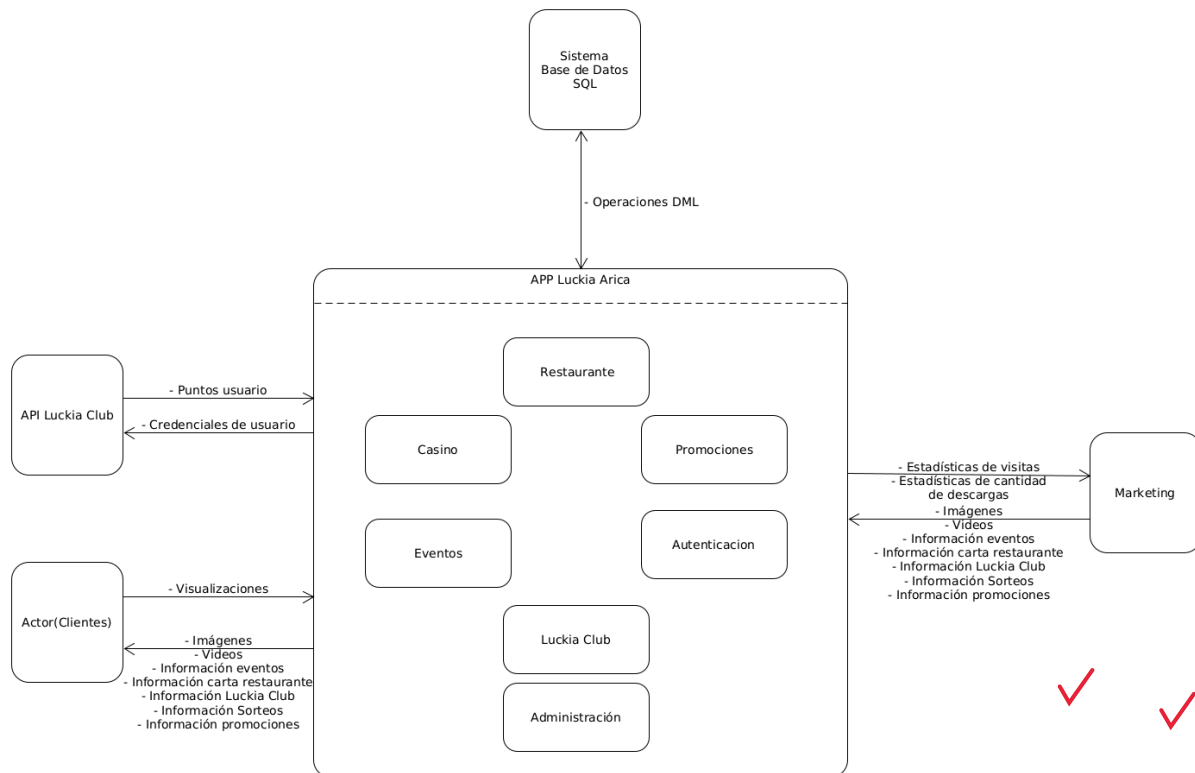 Sistema
Base de Datos
SQL
- Operaciones DML
APP Luckia Arica
Restaurante
Casino
Promociones
Eventos
Autenticacion
Luckia Club
Administración
API Luckia Club
- Puntos usuario
- Credenciales de usuario
Actor(Clientes)
- Visualizaciones
- Imágenes
- Videos
- Información eventos
- Información carta restaurante
- Información Luckia Club
- Información Sorteos
- Información promociones
- Estadísticas de visitas
- Estadísticas de cantidad
de descargas
- Imágenes
- Videos
- Información eventos
- Información carta restaurante
- Información Luckia Club
- Información Sorteos
- Información promociones
Marketing